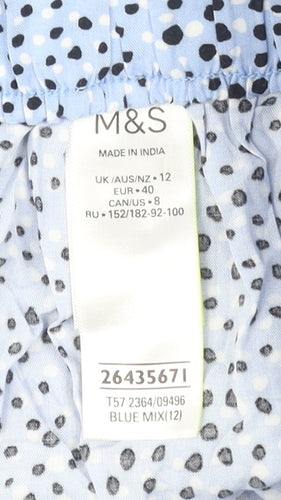 M&S
MADE IN INDIA
UK/AUS/NZ • 12
EUR • 40
CAN/US • 8
RU • 152/182-92-100
26435671
T57 2364/09496
BLUE MIX(12)